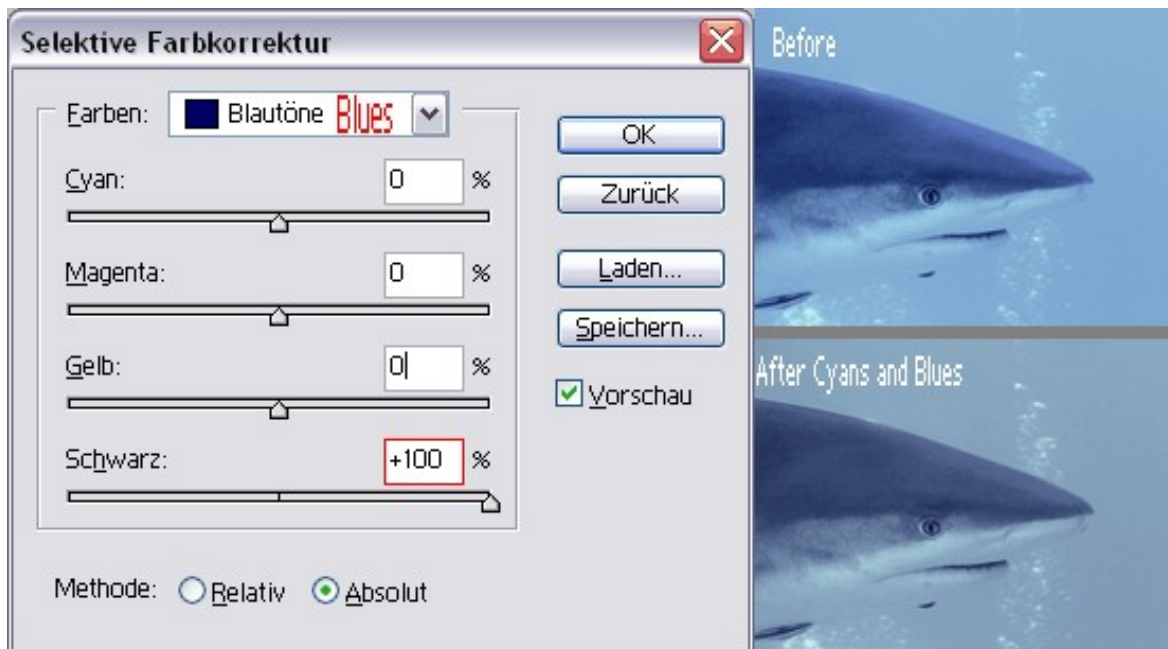 Selektive Farbkorrektur
Farben: Blautöne Blues
Cyan: 0 %
Magenta: 0 %
Gelb: 0 %
Schwarz: +100 %
Methode: Relativ Absolut
OK
Zurück
Laden...
Speichern...
Vorschau
Before
After Cyans and Blues